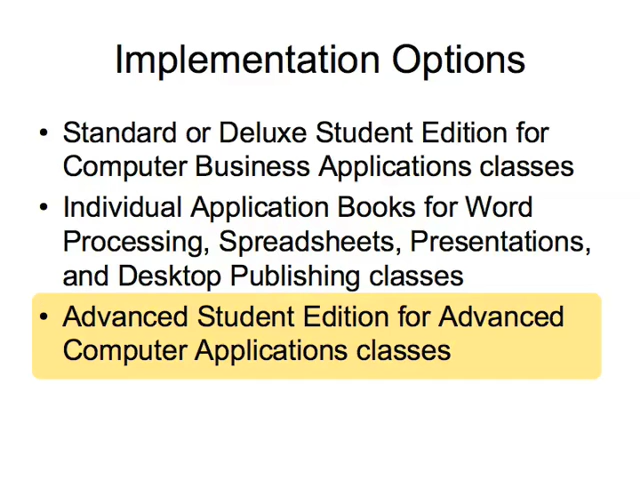 Implementation Options
• Standard or Deluxe Student Edition for
Computer Business Applications classes
• Individual Application Books for Word
Processing, Spreadsheets, Presentations,
and Desktop Publishing classes
• Advanced Student Edition for Advanced
Computer Applications classes